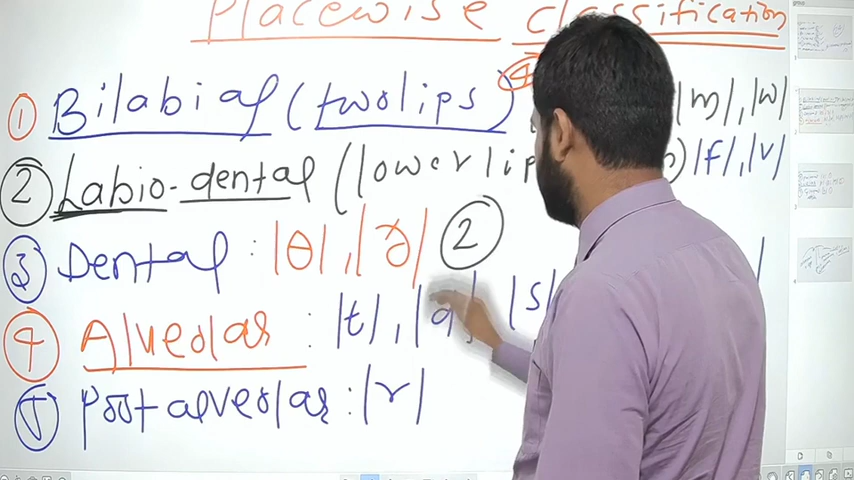 Placewise classification
① Bilabial (two lips) ④ |m|, |w|
② Labio-dental (lower lip |f|, |v|
③ Dental : |θ|, |ð| ②
④ Alveolar : |t|, |d |s|
⑤ post alveolar : |r|